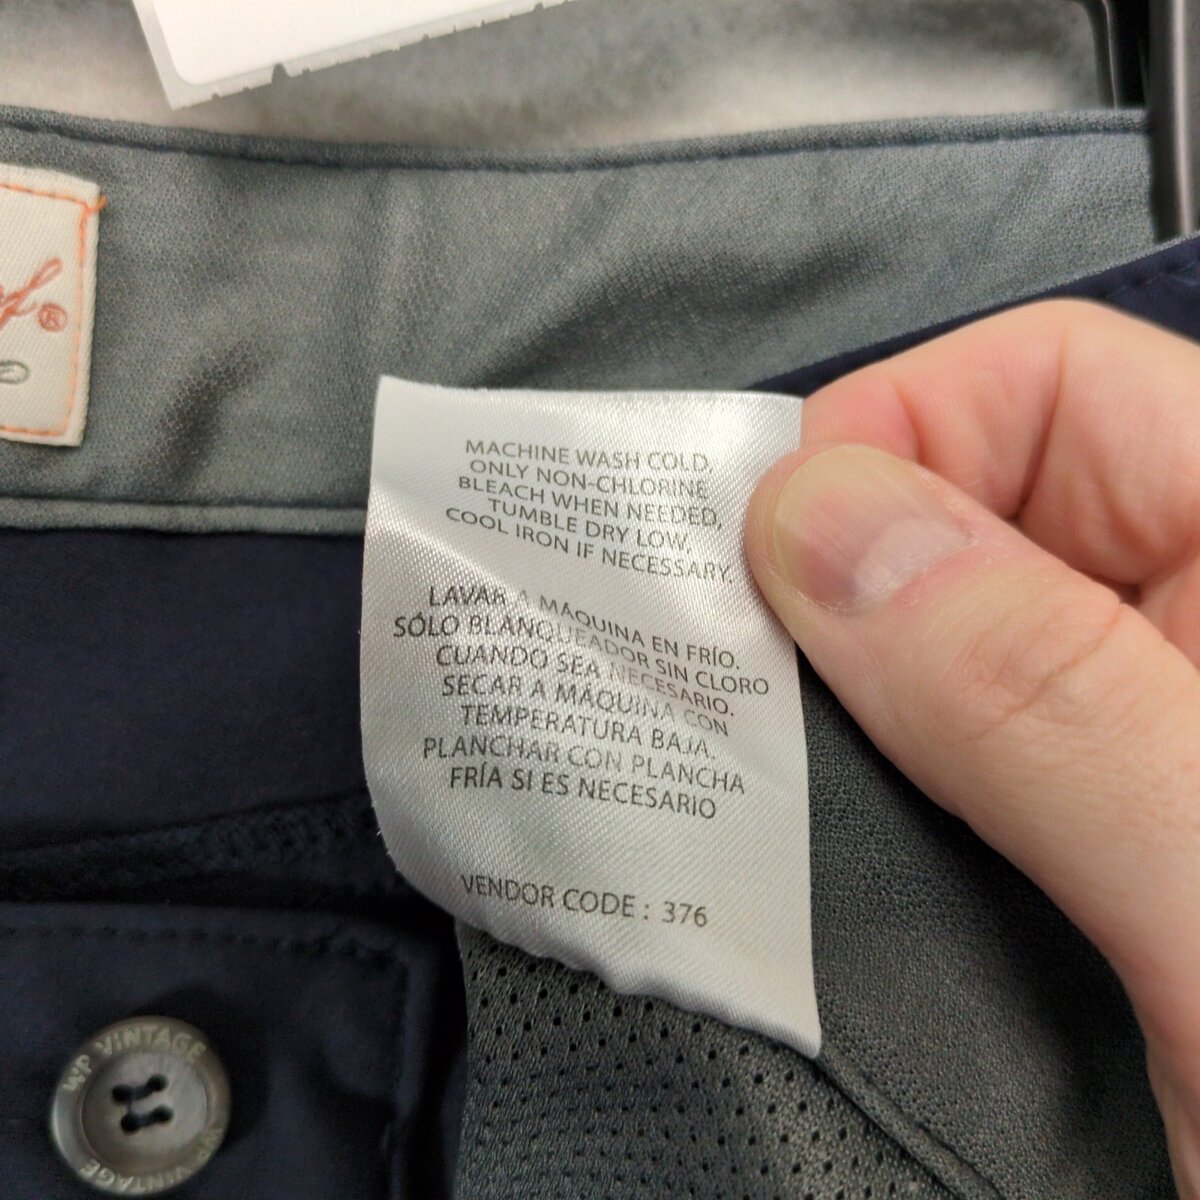 MACHINE WASH COLD,
ONLY NON-CHLORINE
BLEACH WHEN NEEDED,
TUMBLE DRY LOW,
COOL IRON IF NECESSARY.
LAVAR A MÁQUINA EN FRÍO.
SÓLO BLANQUEADOR SIN CLORO
CUANDO SEA NECESARIO.
SECAR A MÁQUINA CON
TEMPERATURA BAJA.
PLANCHAR CON PLANCHA
FRÍA SI ES NECESARIO
VENDOR CODE : 376
WP VINTAGE
WP VINTAGE